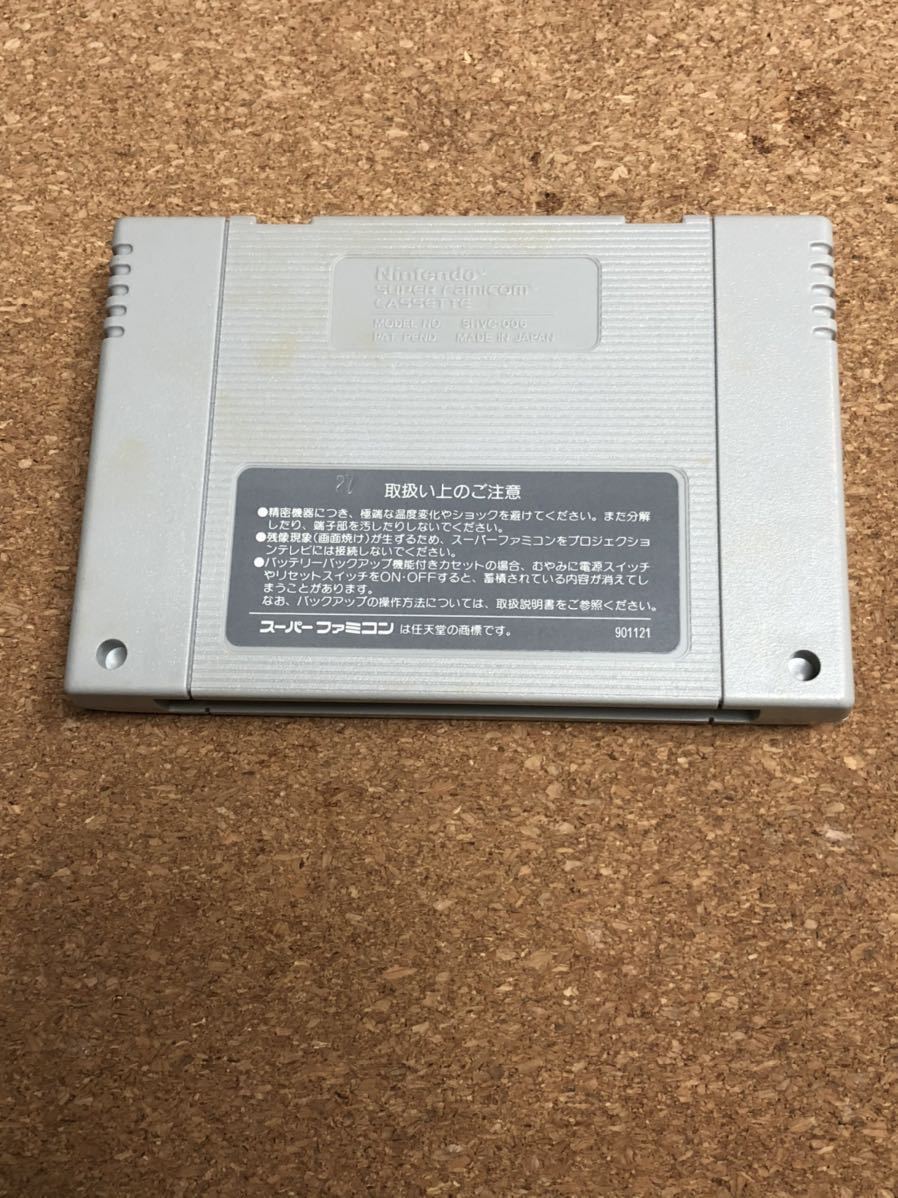 Nintendo
SUPER Famicom
CASSETTE
MODEL NO. SHVC-006
PAT. PEND. MADE IN JAPAN
取扱い上のご注意
●精密機器につき、極端な温度変化やショックを避けてください。また分解
したり、端子部を汚したりしないでください。
●残像現象(画面焼け)が生ずるため、スーパーファミコンをプロジェクショ
ンテレビには接続しないでください。
●バッテリーバックアップ機能付きカセットの場合、むやみに電源スイッチ
やリセットスイッチをON・OFFすると、蓄積されている内容が消えてし
まうことがあります。
なお、バックアップの操作方法については、取扱説明書をご参照ください。
スーパーファミコン は任天堂の商標です。 901121